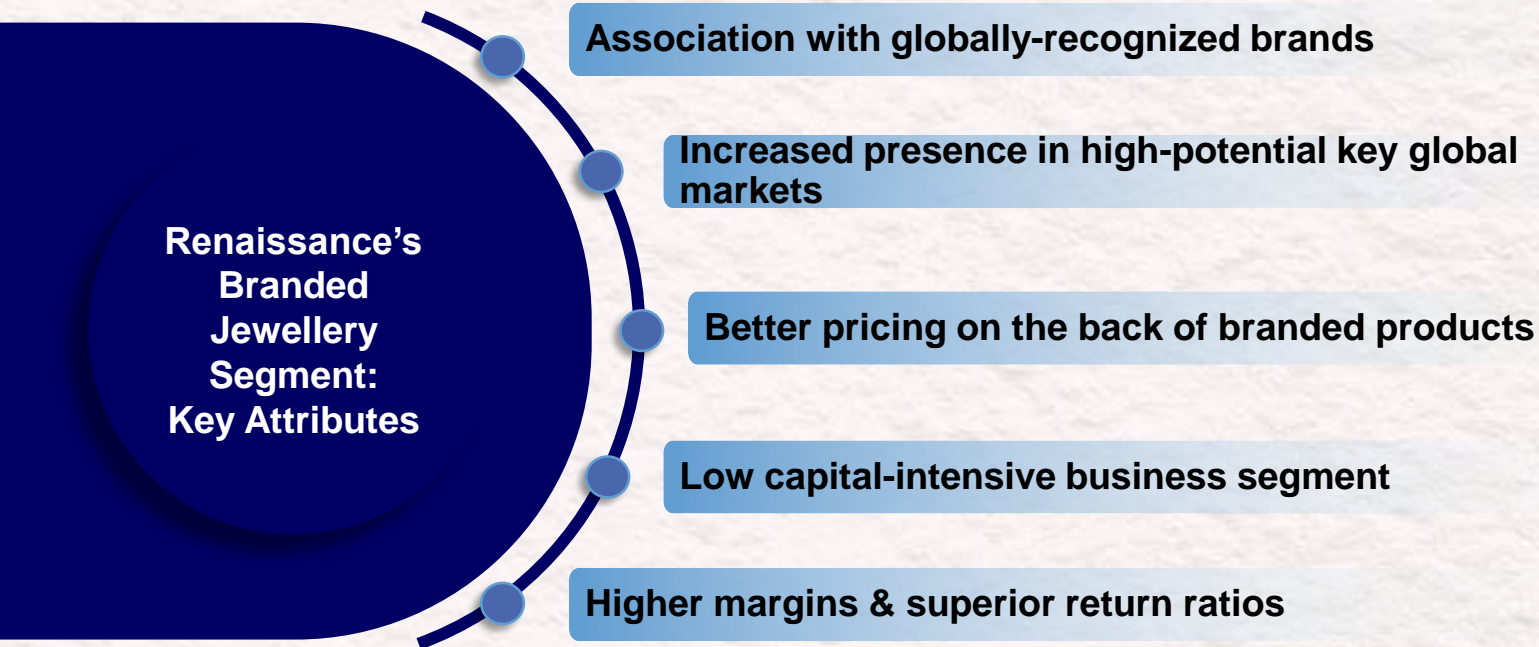 Renaissance’s
Branded
Jewellery
Segment:
Key Attributes
Association with globally-recognized brands
Increased presence in high-potential key global
markets
Better pricing on the back of branded products
Low capital-intensive business segment
Higher margins & superior return ratios